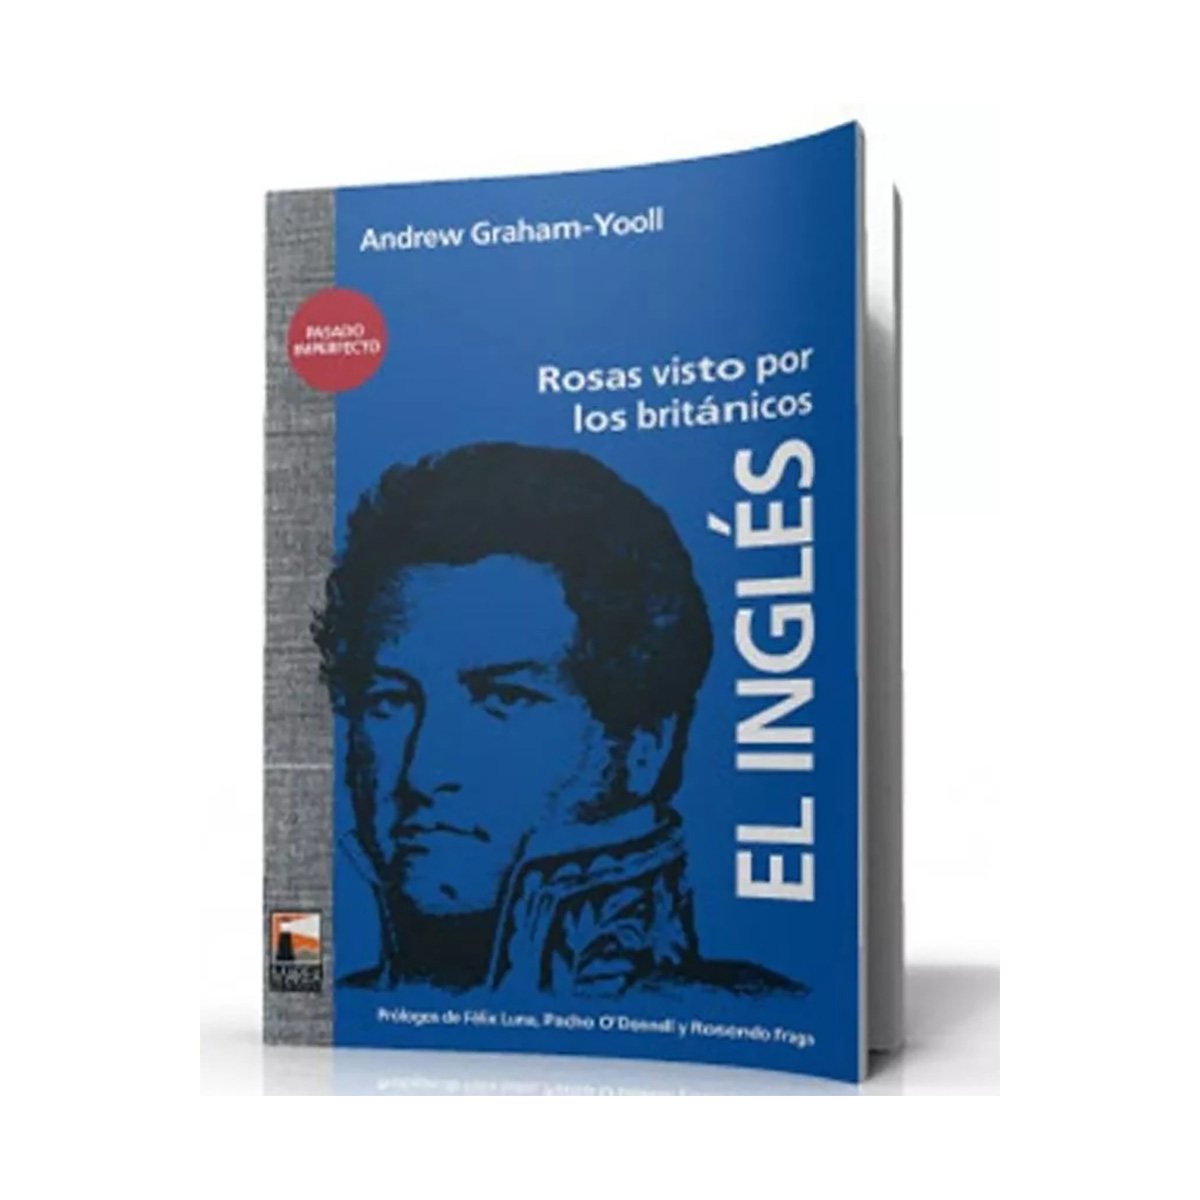 Andrew Graham-Yooll
PASADO
IMPERFECTO
Rosas visto por
los británicos
EL INGLÉS
MAREA
Prólogos de Félix Luna, Pacho O'Donnell y Rosendo Fraga